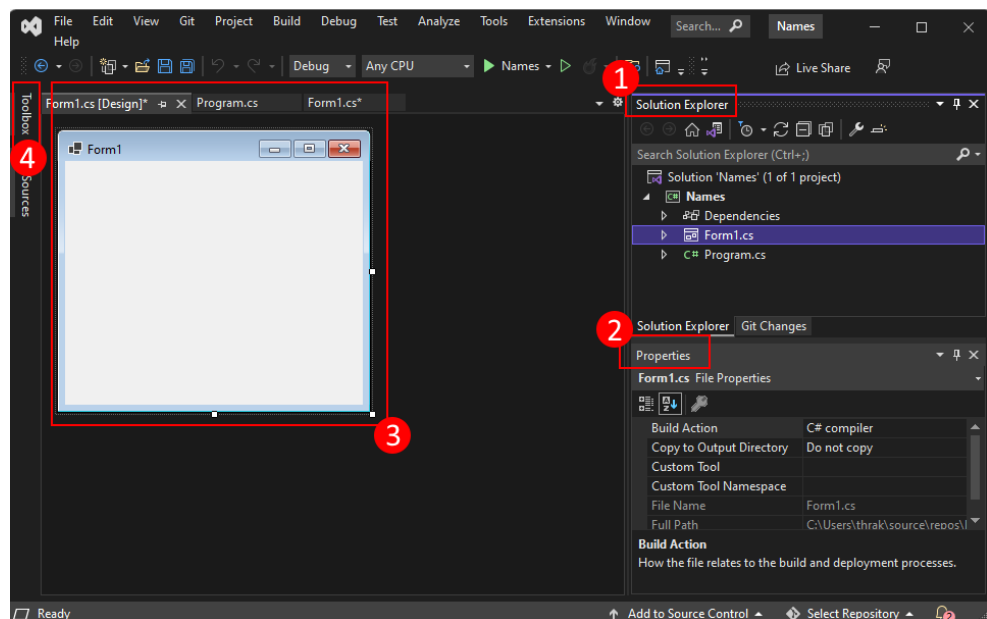 File Edit View Git Project Build Debug Test Analyze Tools Extensions Window Search... Names
Help
Debug Any CPU Names Live Share
1
Toolbox
Form1.cs [Design]* Program.cs Form1.cs*
Solution Explorer
4
Sources
Form1
Search Solution Explorer (Ctrl+;)
Solution 'Names' (1 of 1 project)
C# Names
Dependencies
Form1.cs
C# Program.cs
Solution Explorer Git Changes
2
Properties
Form1.cs File Properties
3
Build Action C# compiler
Copy to Output Directory Do not copy
Custom Tool
Custom Tool Namespace
File Name Form1.cs
Full Path C:\Users\thrak\source\repos\
Build Action
How the file relates to the build and deployment processes.
Ready Add to Source Control Select Repository 2